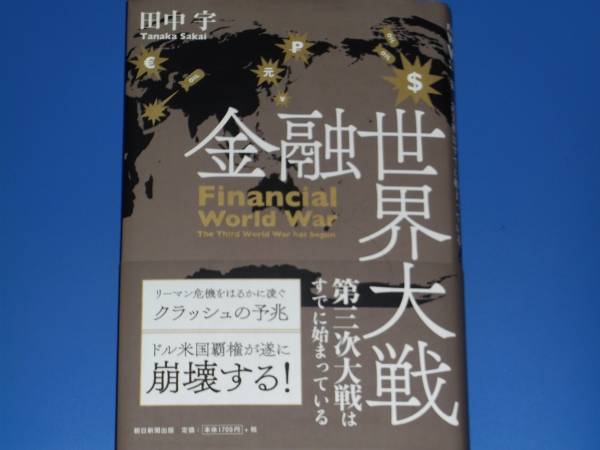 田中 宇
Tanaka Sakai
€
OIL
元
¥
₽
OIL
OIL
$
金融世界大戦
Financial
World War
The Third World War has begun
第三次大戦は
すでに始まっている
リーマン危機をはるかに凌ぐ
クラッシュの予兆
ドル米国覇権が遂に
崩壊する!
朝日新聞出版 定価:本体1700円+税